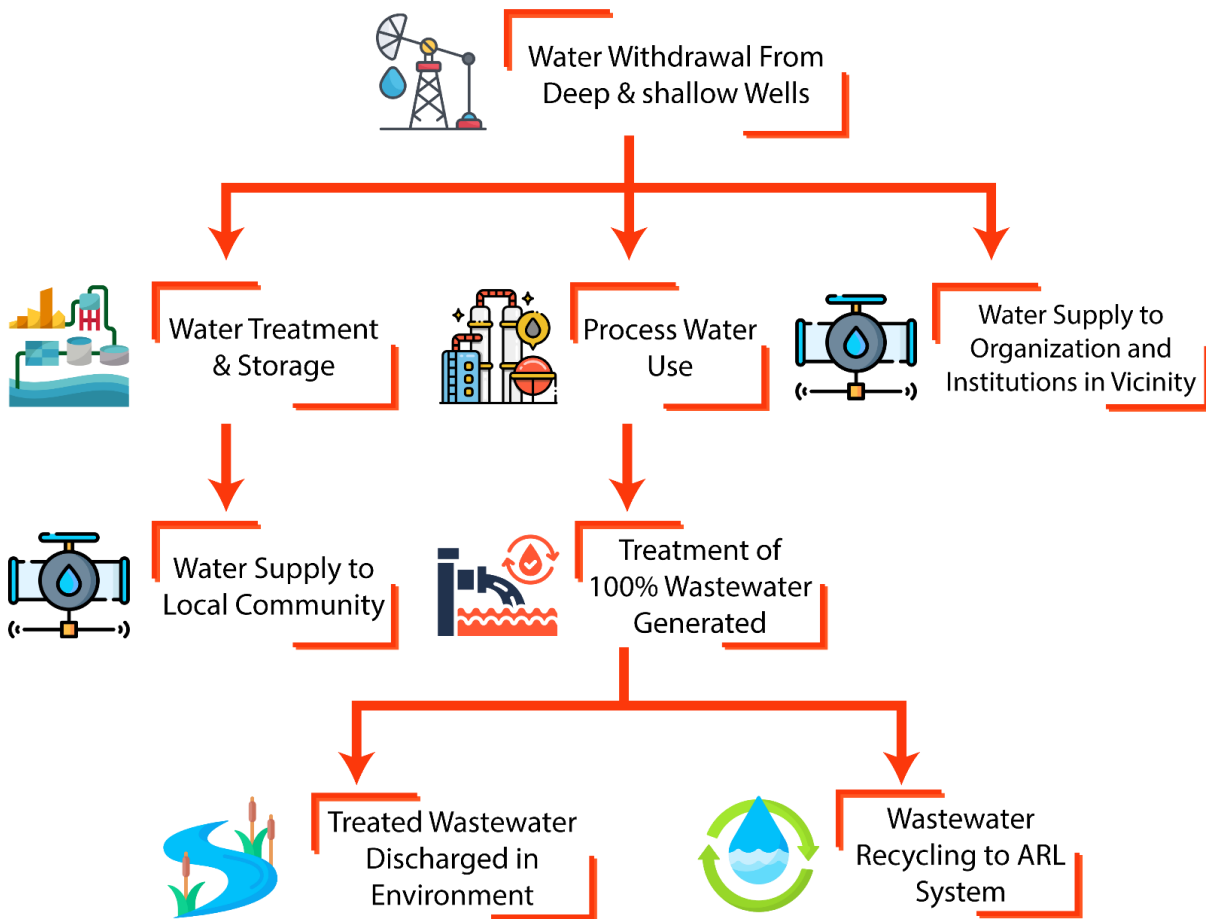 Water Withdrawal From
Deep & shallow Wells
Water Treatment
& Storage
Process Water
Use
Water Supply to
Organization and
Institutions in Vicinity
Water Supply to
Local Community
Treatment of
100% Wastewater
Generated
Treated Wastewater
Discharged in
Environment
Wastewater
Recycling to ARL
System